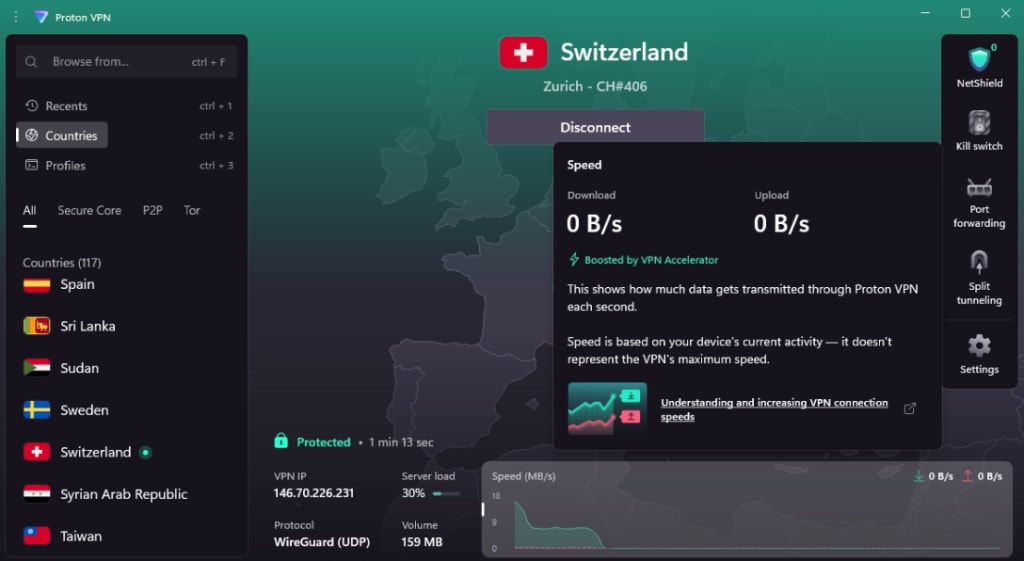 Proton VPN
Browse from... ctrl + F
Recents ctrl + 1
Countries ctrl + 2
Profiles ctrl + 3
All Secure Core P2P Tor
Countries (117)
Spain
Sri Lanka
Sudan
Sweden
Switzerland
Syrian Arab Republic
Taiwan
Switzerland
Zurich - CH#406
Disconnect
Speed
Download Upload
0 B/s 0 B/s
Boosted by VPN Accelerator
This shows how much data gets transmitted through Proton VPN
each second.
Speed is based on your device's current activity — it doesn't
represent the VPN's maximum speed.
Understanding and increasing VPN connection
speeds
Protected • 1 min 13 sec
VPN IP Server load
146.70.226.231 30%
Protocol Volume
WireGuard (UDP) 159 MB
Speed (MB/s) 0 B/s 0 B/s
18
9
0
0
NetShield
Kill switch
Port
forwarding
Split
tunneling
Settings